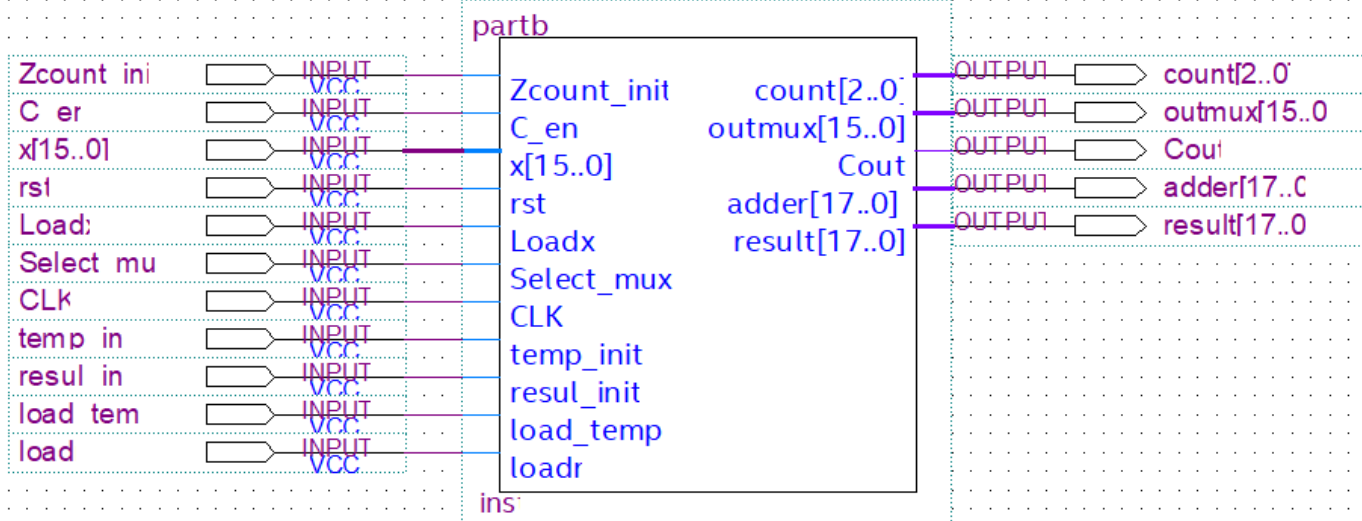 partb
Zcount ini INPUT VCC Zcount_init count[2..0] OUTPUT count[2..0]
C er INPUT VCC C_en outmux[15..0] OUTPUT outmux[15..0
x[15..0] INPUT VCC x[15..0] Cout OUTPUT Cout
rst INPUT VCC rst adder[17..0] OUTPUT adder[17..0
Loadx INPUT VCC Loadx result[17..0] OUTPUT result[17..0
Select mu INPUT VCC Select_mux
CLK INPUT VCC CLK
temp in INPUT VCC temp_init
resul in INPUT VCC resul_init
load tem INPUT VCC load_temp
load INPUT VCC loadr
ins